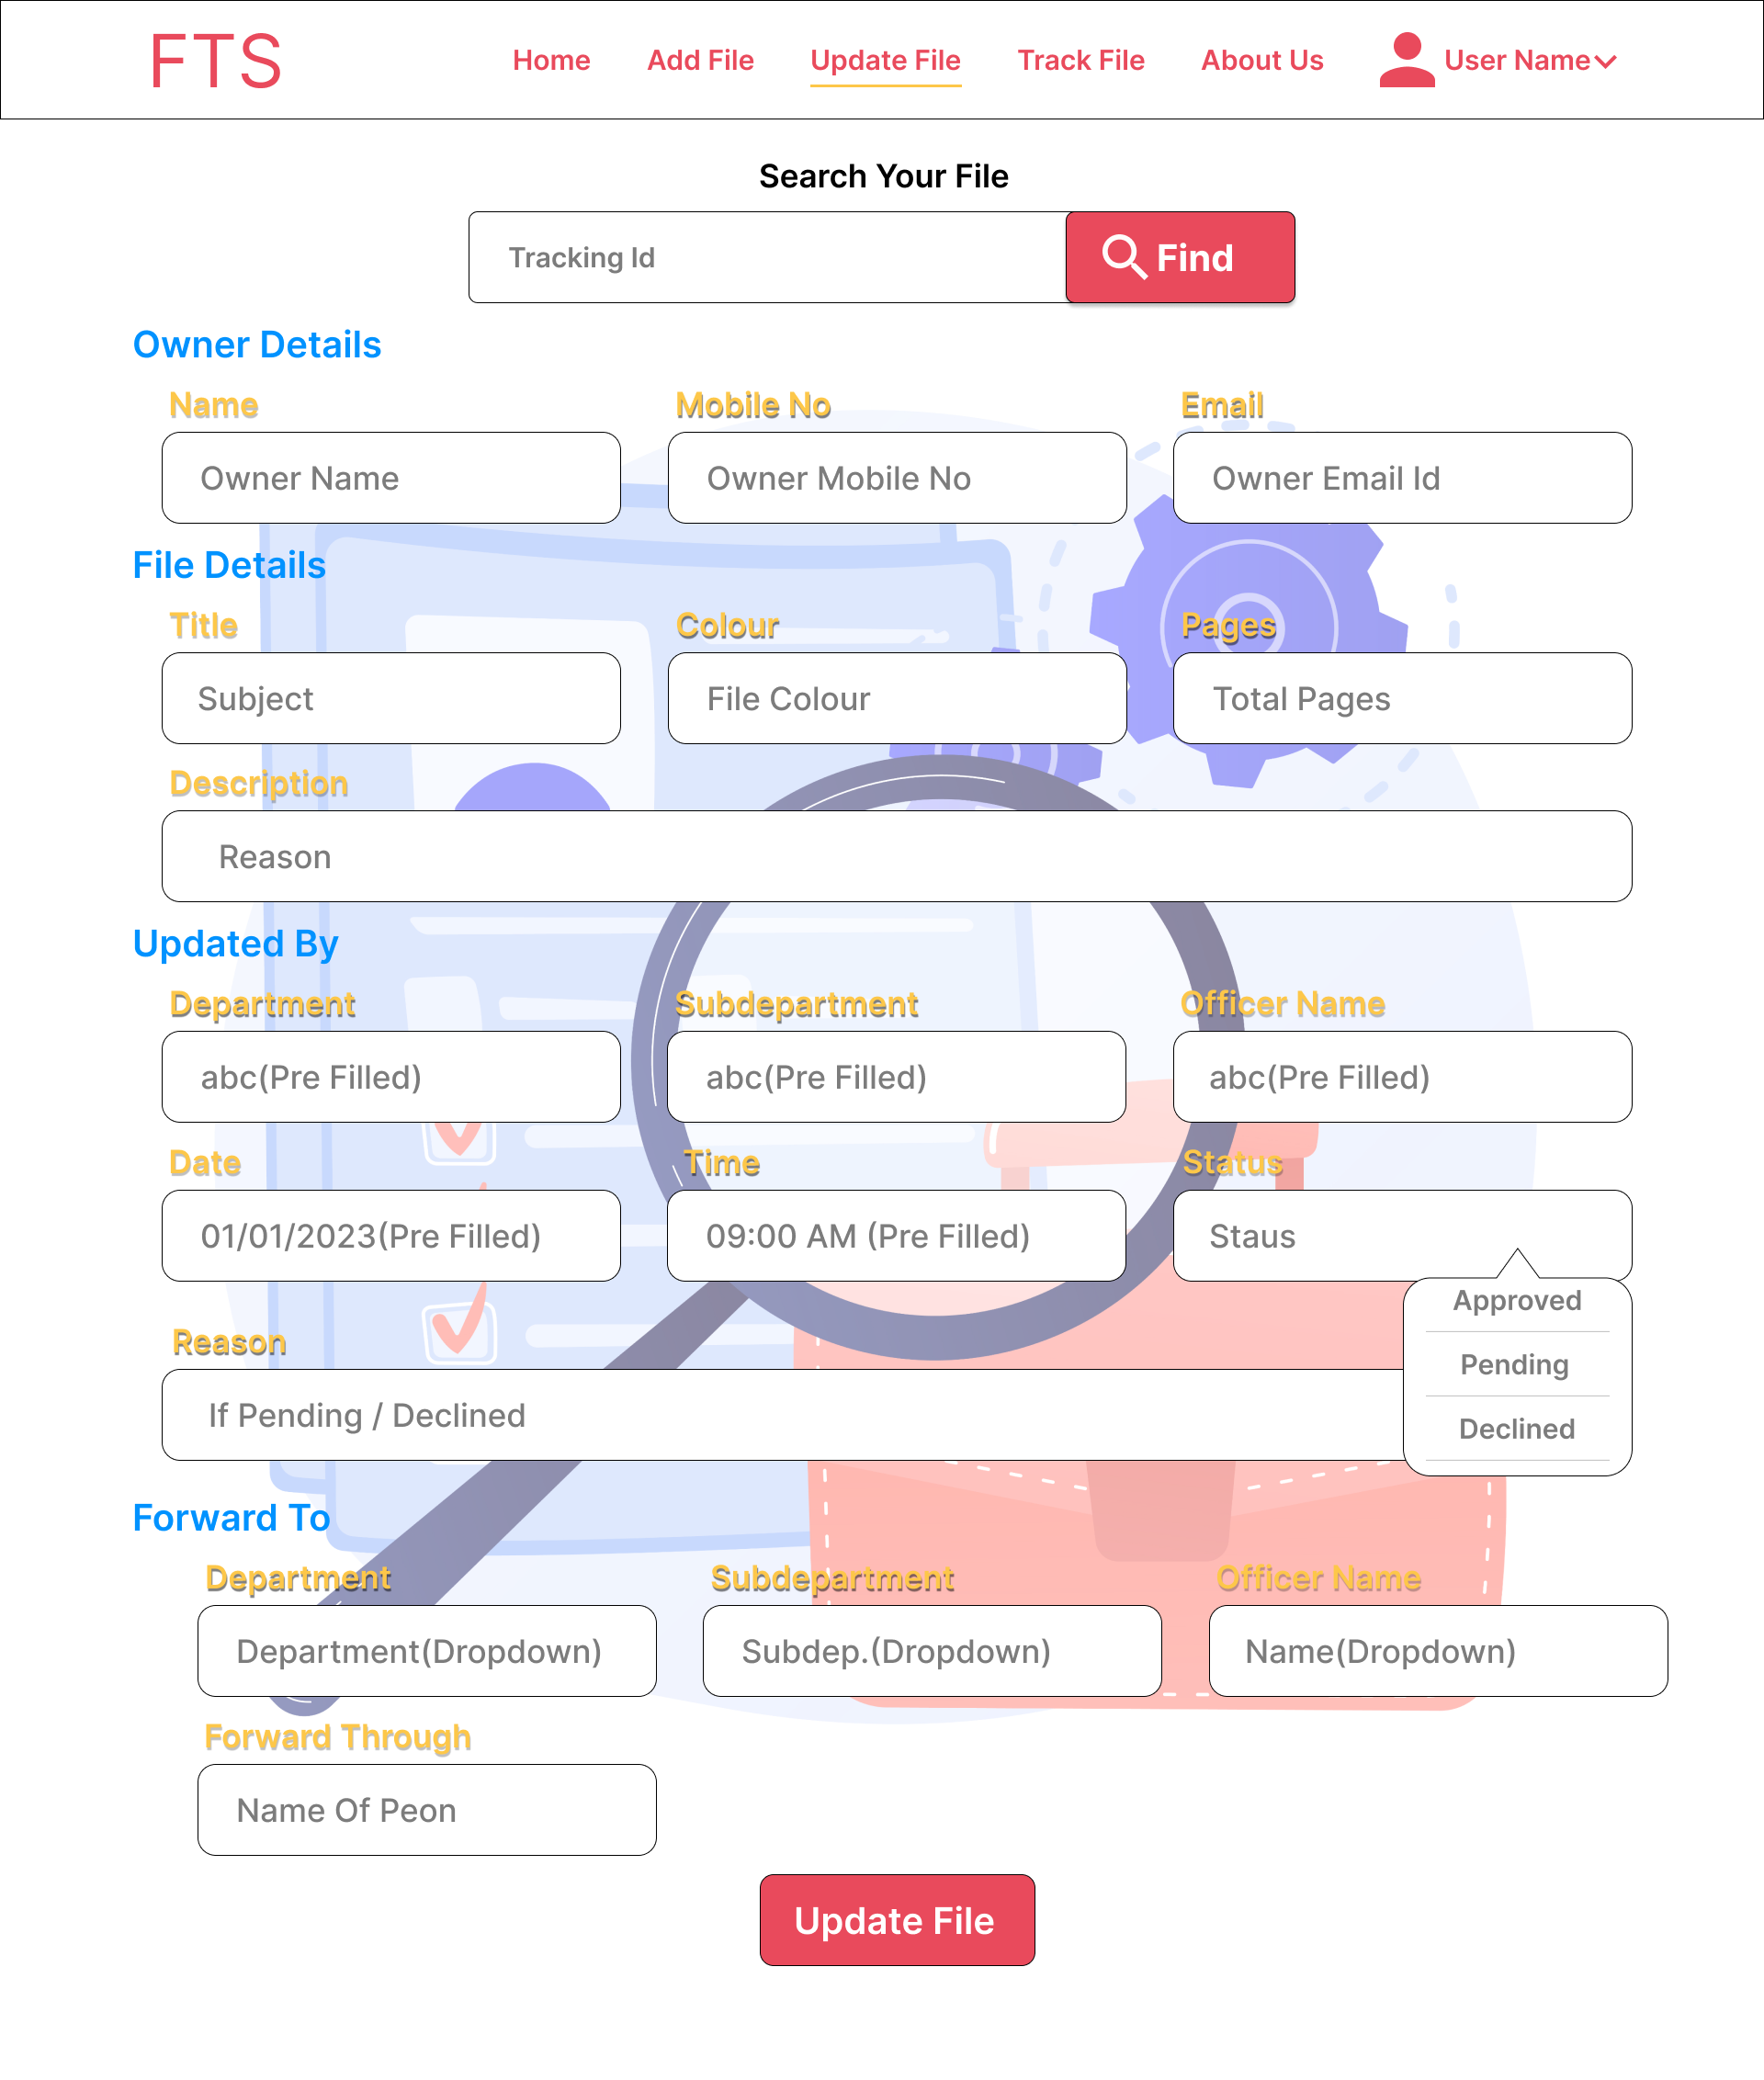 FTS
Home Add File Update File Track File About Us User Name
Search Your File
Tracking Id Find
Owner Details
Name Mobile No Email
Owner Name Owner Mobile No Owner Email Id
File Details
Title Colour Pages
Subject File Colour Total Pages
Description
Reason
Updated By
Department Subdepartment Officer Name
abc(Pre Filled) abc(Pre Filled) abc(Pre Filled)
Date Time Status
01/01/2023(Pre Filled) 09:00 AM (Pre Filled) Staus
Approved
Pending
Declined
Reason
If Pending / Declined
Forward To
Department Subdepartment Officer Name
Department(Dropdown) Subdep.(Dropdown) Name(Dropdown)
Forward Through
Name Of Peon
Update File